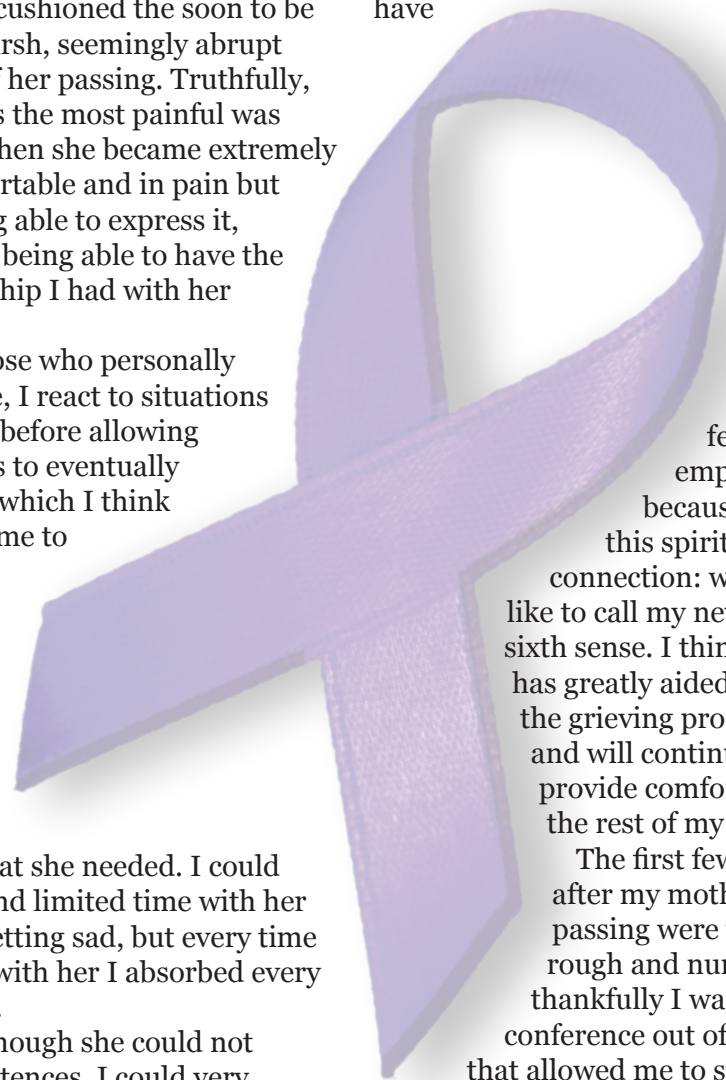 cushioned the soon to be
rsh, seemingly abrupt
her passing. Truthfully,
s the most painful was
hen she became extremely
rtable and in pain but
g able to express it,
being able to have the
hip I had with her
ose who personally
e, I react to situations
before allowing
s to eventually
which I think
me to
at she needed. I could
nd limited time with her
etting sad, but every time
with her I absorbed every
hough she could not
tences, I could very
have
fe
emp
becaus
this spirit
connection: w
like to call my ne
sixth sense. I thin
has greatly aided
the grieving pro
and will contin
provide comfo
the rest of my
The first few
after my moth
passing were
rough and nu
thankfully I wa
conference out of
that allowed me to s